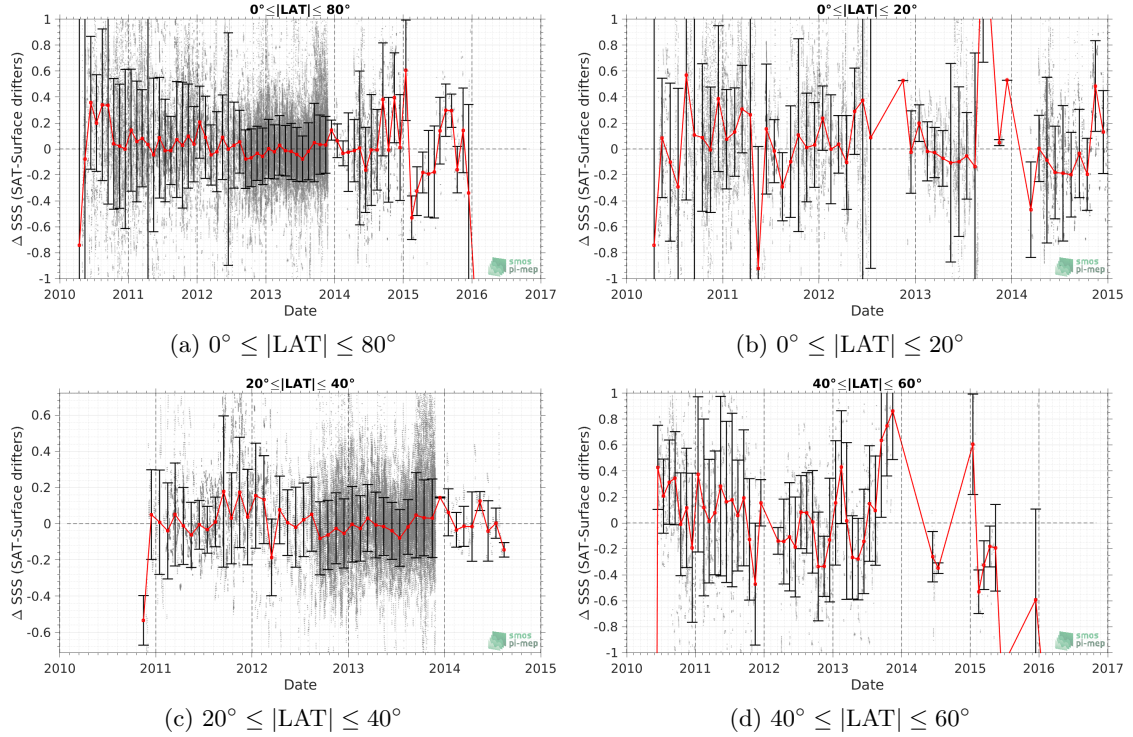 0°≤|LAT|≤ 80°
Δ SSS (SAT-Surface drifters)
1
0.8
0.6
0.4
0.2
0
-0.2
-0.4
-0.6
-0.8
-1
smos
pi-mep
2010 2011 2012 2013 2014 2015 2016 2017
Date
(a) 0° ≤ |LAT| ≤ 80°
0°≤|LAT|≤ 20°
Δ SSS (SAT-Surface drifters)
1
0.8
0.6
0.4
0.2
0
-0.2
-0.4
-0.6
-0.8
-1
smos
pi-mep
2010 2011 2012 2013 2014 2015
Date
(b) 0° ≤ |LAT| ≤ 20°
20°≤|LAT|≤ 40°
Δ SSS (SAT-Surface drifters)
0.6
0.4
0.2
0
-0.2
-0.4
-0.6
smos
pi-mep
2010 2011 2012 2013 2014 2015
Date
(c) 20° ≤ |LAT| ≤ 40°
40°≤|LAT|≤ 60°
Δ SSS (SAT-Surface drifters)
1
0.8
0.6
0.4
0.2
0
-0.2
-0.4
-0.6
-0.8
-1
smos
pi-mep
2010 2011 2012 2013 2014 2015 2016 2017
Date
(d) 40° ≤ |LAT| ≤ 60°